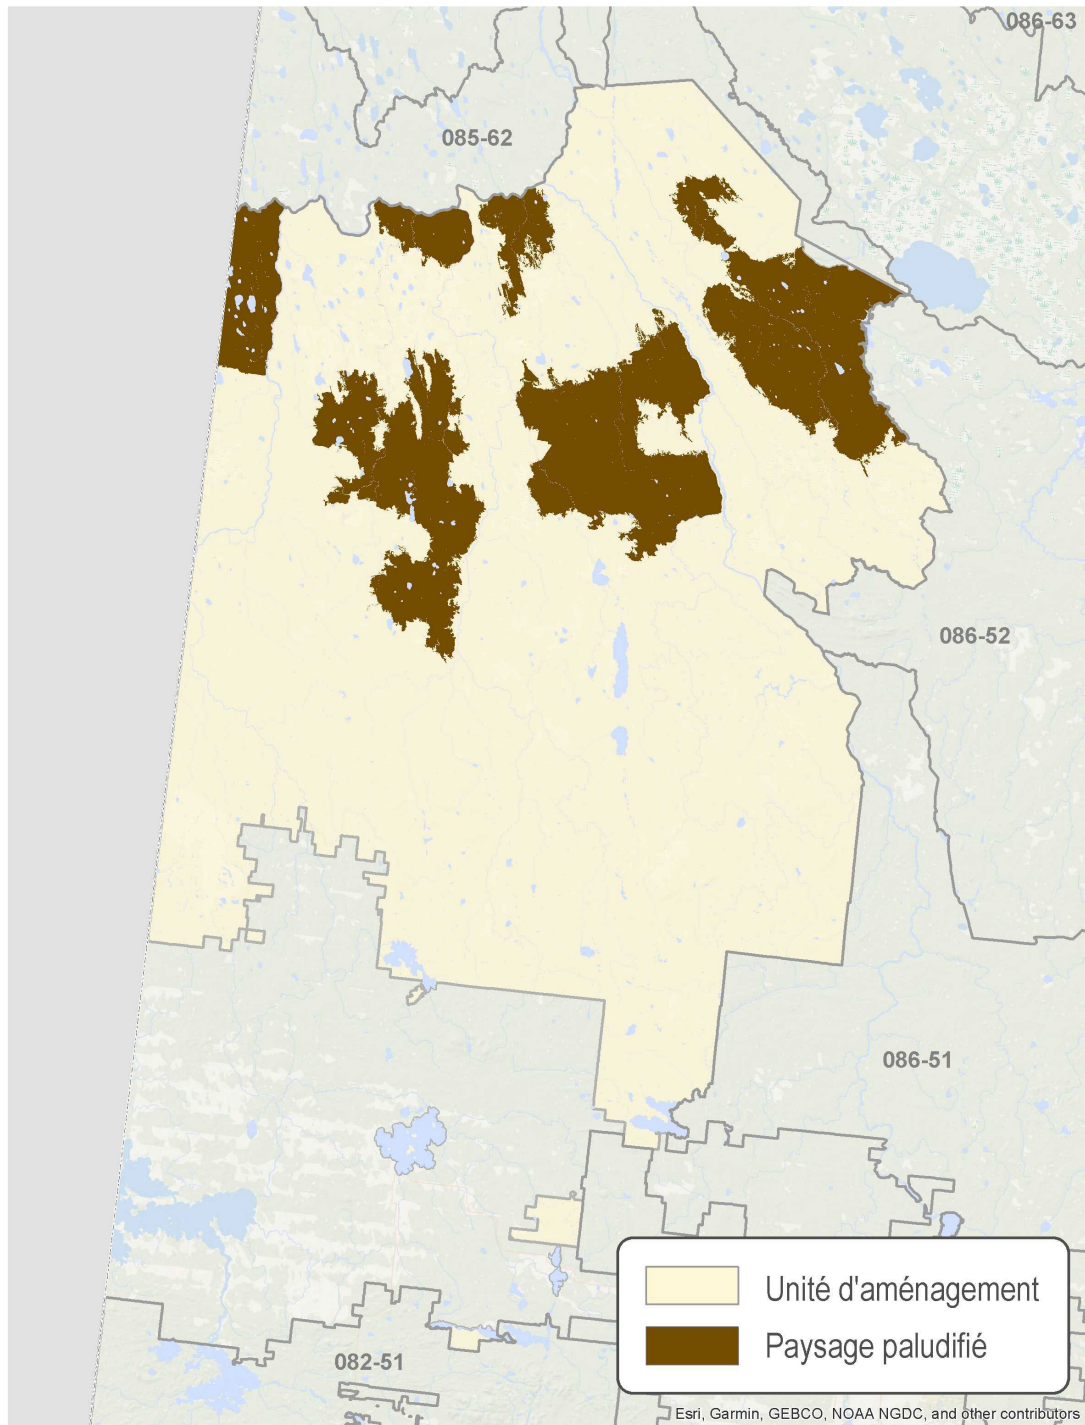 086-63
085-62
086-52
086-51
Unité d'aménagement
Paysage paludifié
082-51
Esri, Garmin, GEBCO, NOAA NGDC, and other contributors